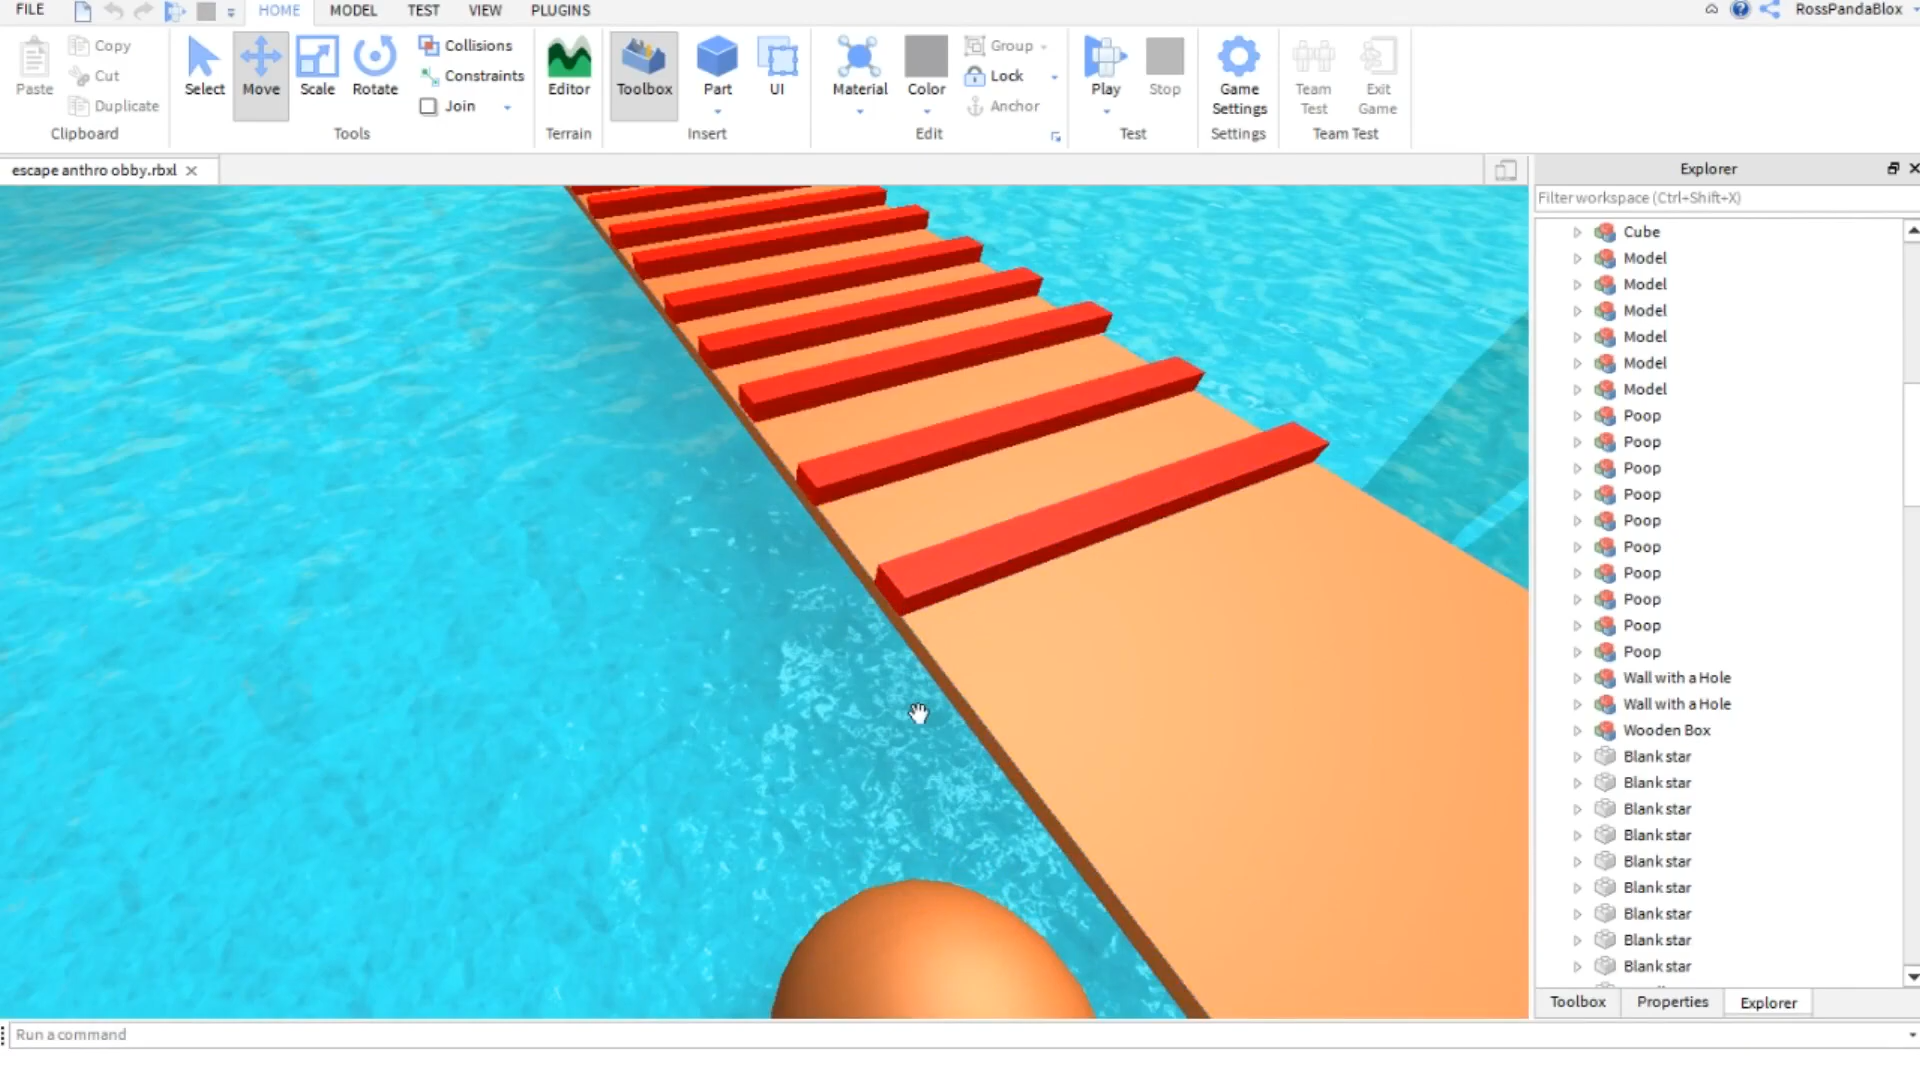 FILE HOME MODEL TEST VIEW PLUGINS RossPandaBlox
Paste Copy Cut Duplicate
Clipboard
Select Move Scale Rotate Collisions Constraints Join
Tools
Editor
Terrain
Toolbox Part UI
Insert
Material Color Group Lock Anchor
Edit
Play Stop
Test
Game Settings
Settings
Team Test Exit Game
Team Test
escape anthro obby.rbxl
Explorer
Filter workspace (Ctrl+Shift+X)
Cube
Model
Model
Model
Model
Model
Model
Poop
Poop
Poop
Poop
Poop
Poop
Poop
Poop
Poop
Poop
Wall with a Hole
Wall with a Hole
Wooden Box
Blank star
Blank star
Blank star
Blank star
Blank star
Blank star
Blank star
Blank star
Blank star
Toolbox Properties Explorer
Run a command